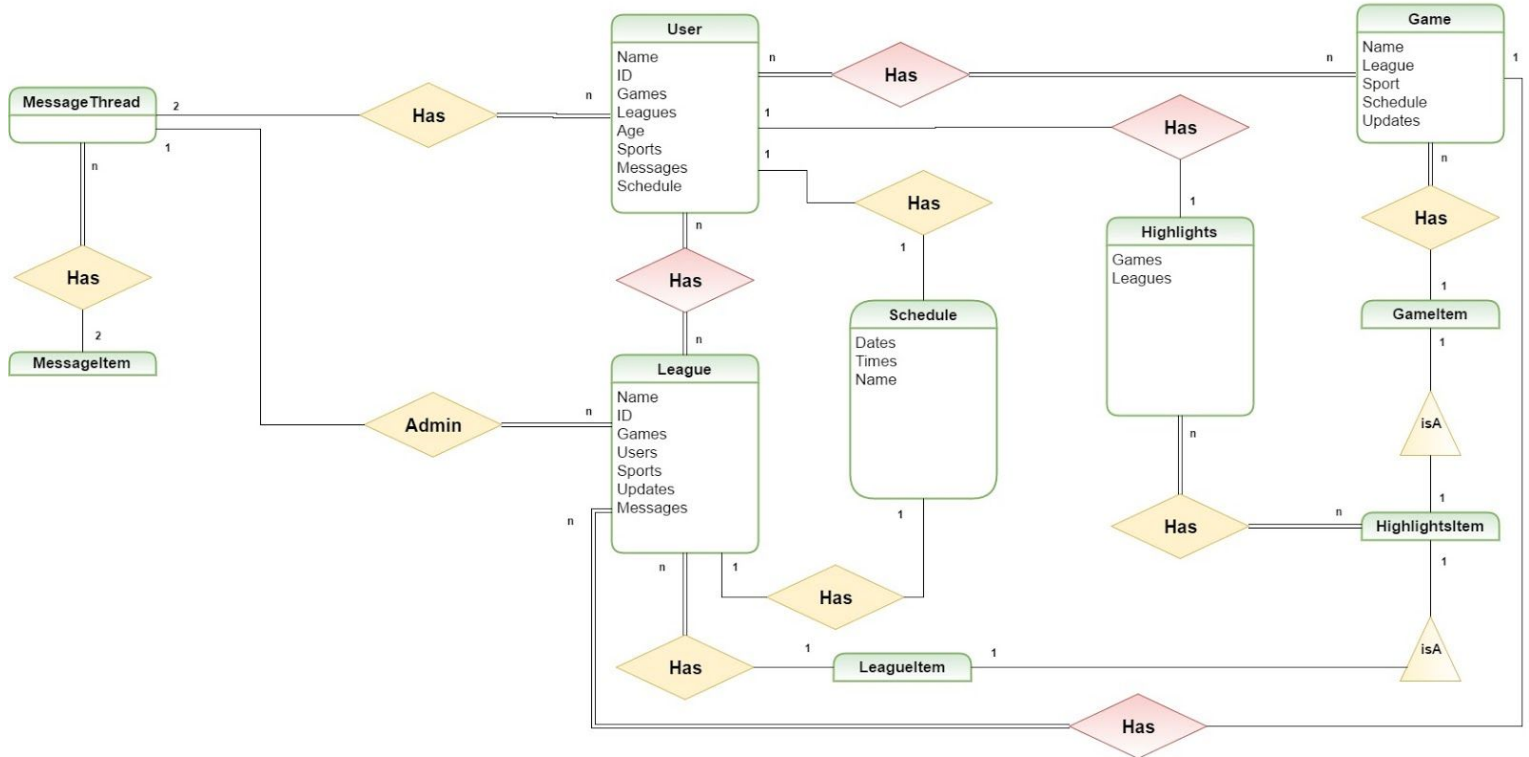 User
Name
ID
Games
Leagues
Age
Sports
Messages
Schedule
Game
Name
League
Sport
Schedule
Updates
MessageThread
2
Has
n
n
Has
n
1
1
1
1
Has
1
n
Has
2
MessageItem
1
Has
1
n
Has
n
1
Highlights
Games
Leagues
n
Has
1
GameItem
1
isA
1
HighlightsItem
1
isA
Schedule
Dates
Times
Name
1
League
Name
ID
Games
Users
Sports
Updates
Messages
Admin
n
n
Has
n
n
n
1
Has
Has
1
LeagueItem
1
Has